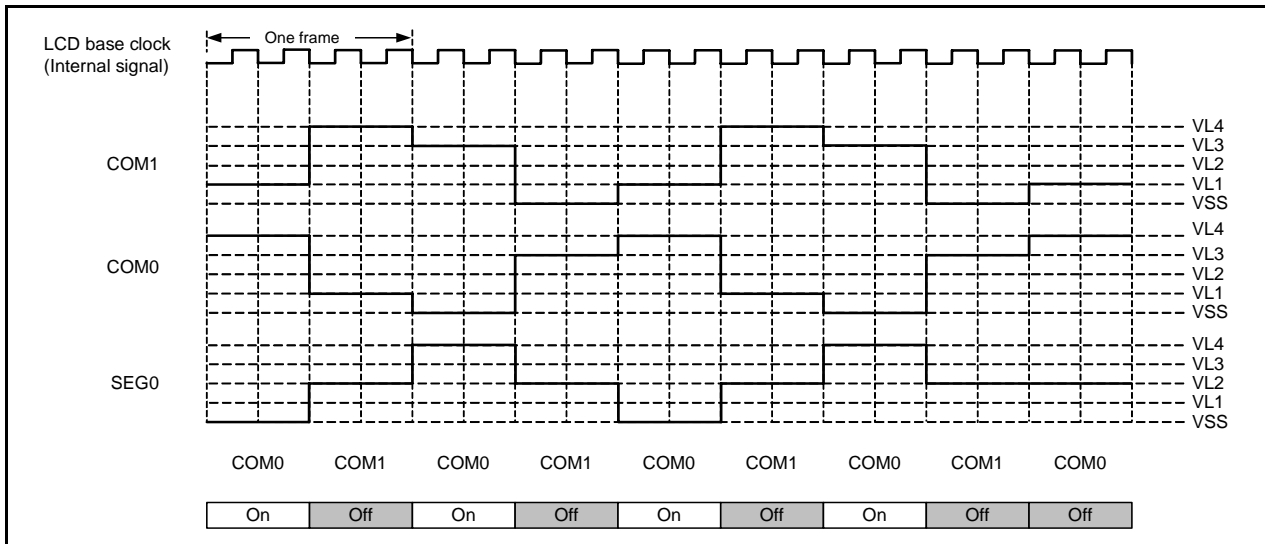 One frame
LCD base clock
(Internal signal)
VL4
VL3
COM1
VL2
VL1
VSS
VL4
VL3
COM0
VL2
VL1
VSS
VL4
VL3
SEG0
VL2
VL1
VSS
COM0 COM1 COM0 COM1 COM0 COM1 COM0 COM1 COM0
On Off On Off On Off On Off Off